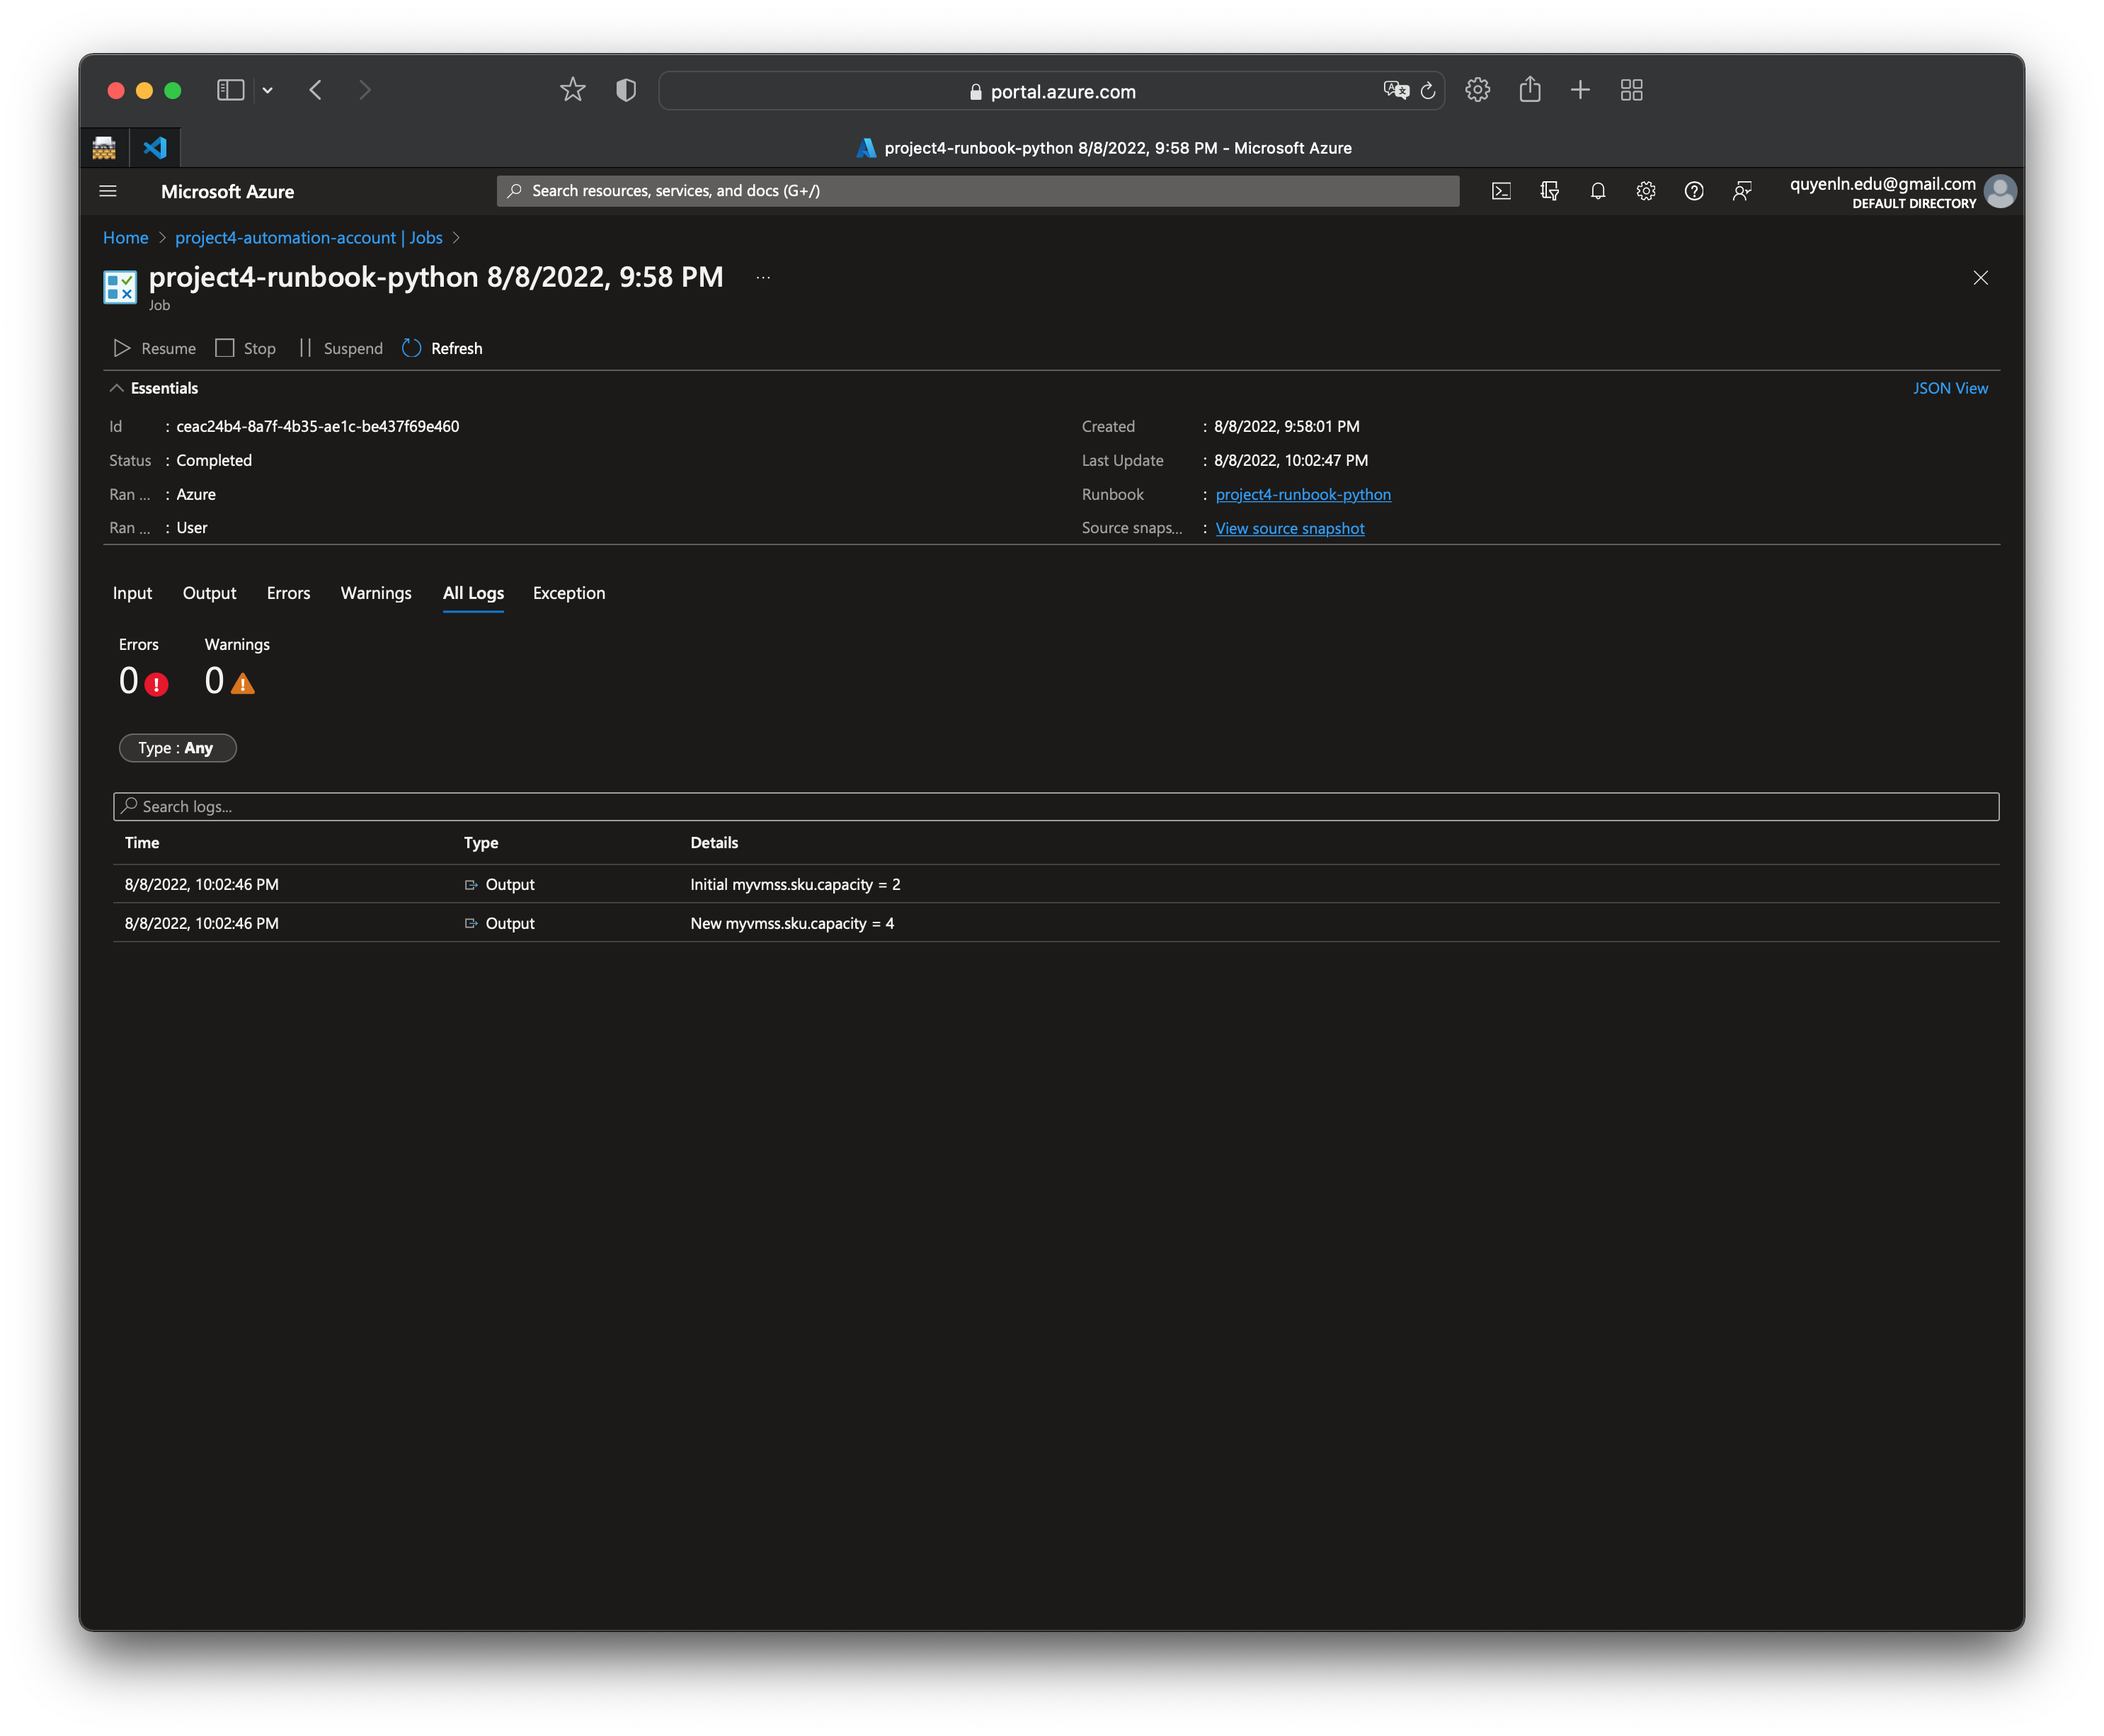 portal.azure.com
project4-runbook-python 8/8/2022, 9:58 PM - Microsoft Azure
Microsoft Azure
Search resources, services, and docs (G+/)
quyenln.edu@gmail.com
DEFAULT DIRECTORY
Home > project4-automation-account | Jobs >
project4-runbook-python 8/8/2022, 9:58 PM ...
Job
Resume Stop Suspend Refresh
Essentials JSON View
Id : ceac24b4-8a7f-4b35-ae1c-be437f69e460 Created : 8/8/2022, 9:58:01 PM
Status : Completed Last Update : 8/8/2022, 10:02:47 PM
Ran ... : Azure Runbook : project4-runbook-python
Ran ... : User Source snaps... : View source snapshot
Input Output Errors Warnings All Logs Exception
Errors Warnings
0 0
Type : Any
Search logs...
Time Type Details
8/8/2022, 10:02:46 PM Output Initial myvmss.sku.capacity = 2
8/8/2022, 10:02:46 PM Output New myvmss.sku.capacity = 4